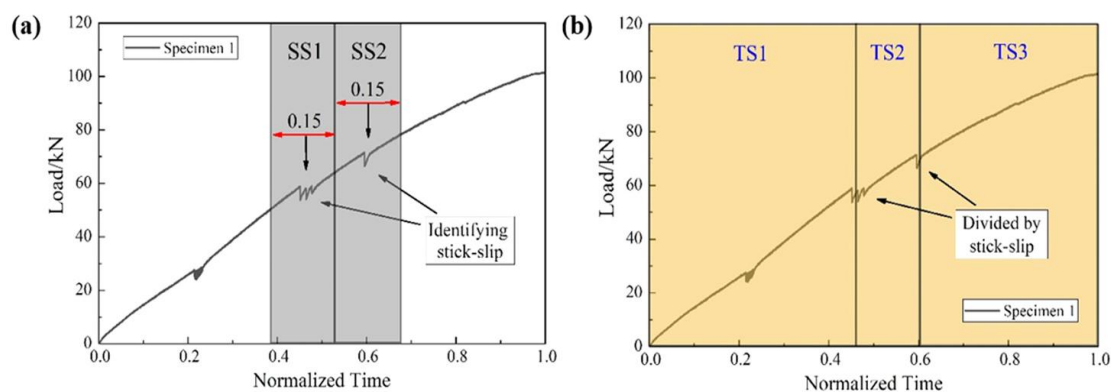 (a)
120
100
80
60
40
20
0
Load/kN
0.0
0.2
0.4
0.6
0.8
1.0
Normalized Time
Specimen 1
SS1
SS2
0.15
0.15
Identifying
stick-slip
(b)
120
100
80
60
40
20
0
Load/kN
0.0
0.2
0.4
0.6
0.8
1.0
Normalized Time
TS1
TS2
TS3
Divided by
stick-slip
Specimen 1